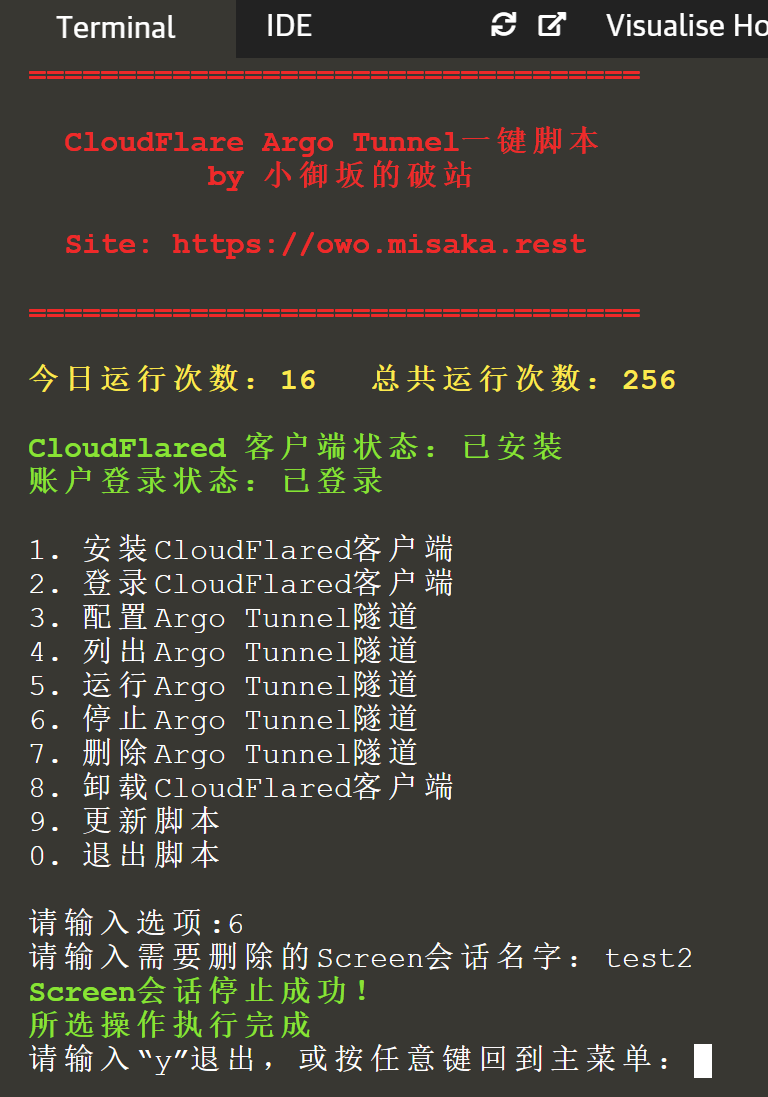 Terminal IDE Visualise Ho
===================================
CloudFlare Argo Tunnel一键脚本
by 小御坂的破站
Site: https://owo.misaka.rest
===================================
今日运行次数：16 总共运行次数：256
CloudFlared 客户端状态：已安装
账户登录状态：已登录
1. 安装CloudFlared客户端
2. 登录CloudFlared客户端
3. 配置Argo Tunnel隧道
4. 列出Argo Tunnel隧道
5. 运行Argo Tunnel隧道
6. 停止Argo Tunnel隧道
7. 删除Argo Tunnel隧道
8. 卸载CloudFlared客户端
9. 更新脚本
0. 退出脚本
请输入选项:6
请输入需要删除的Screen会话名字：test2
Screen会话停止成功！
所选操作执行完成
请输入“y”退出，或按任意键回到主菜单：